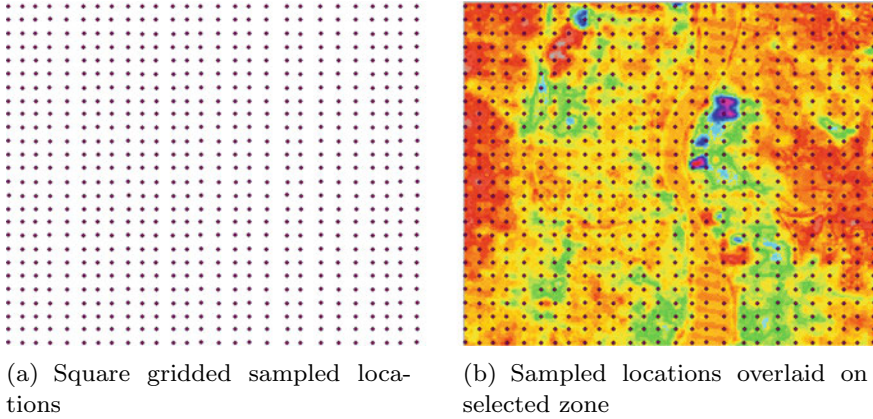 (a) Square gridded sampled loca-
tions
(b) Sampled locations overlaid on
selected zone